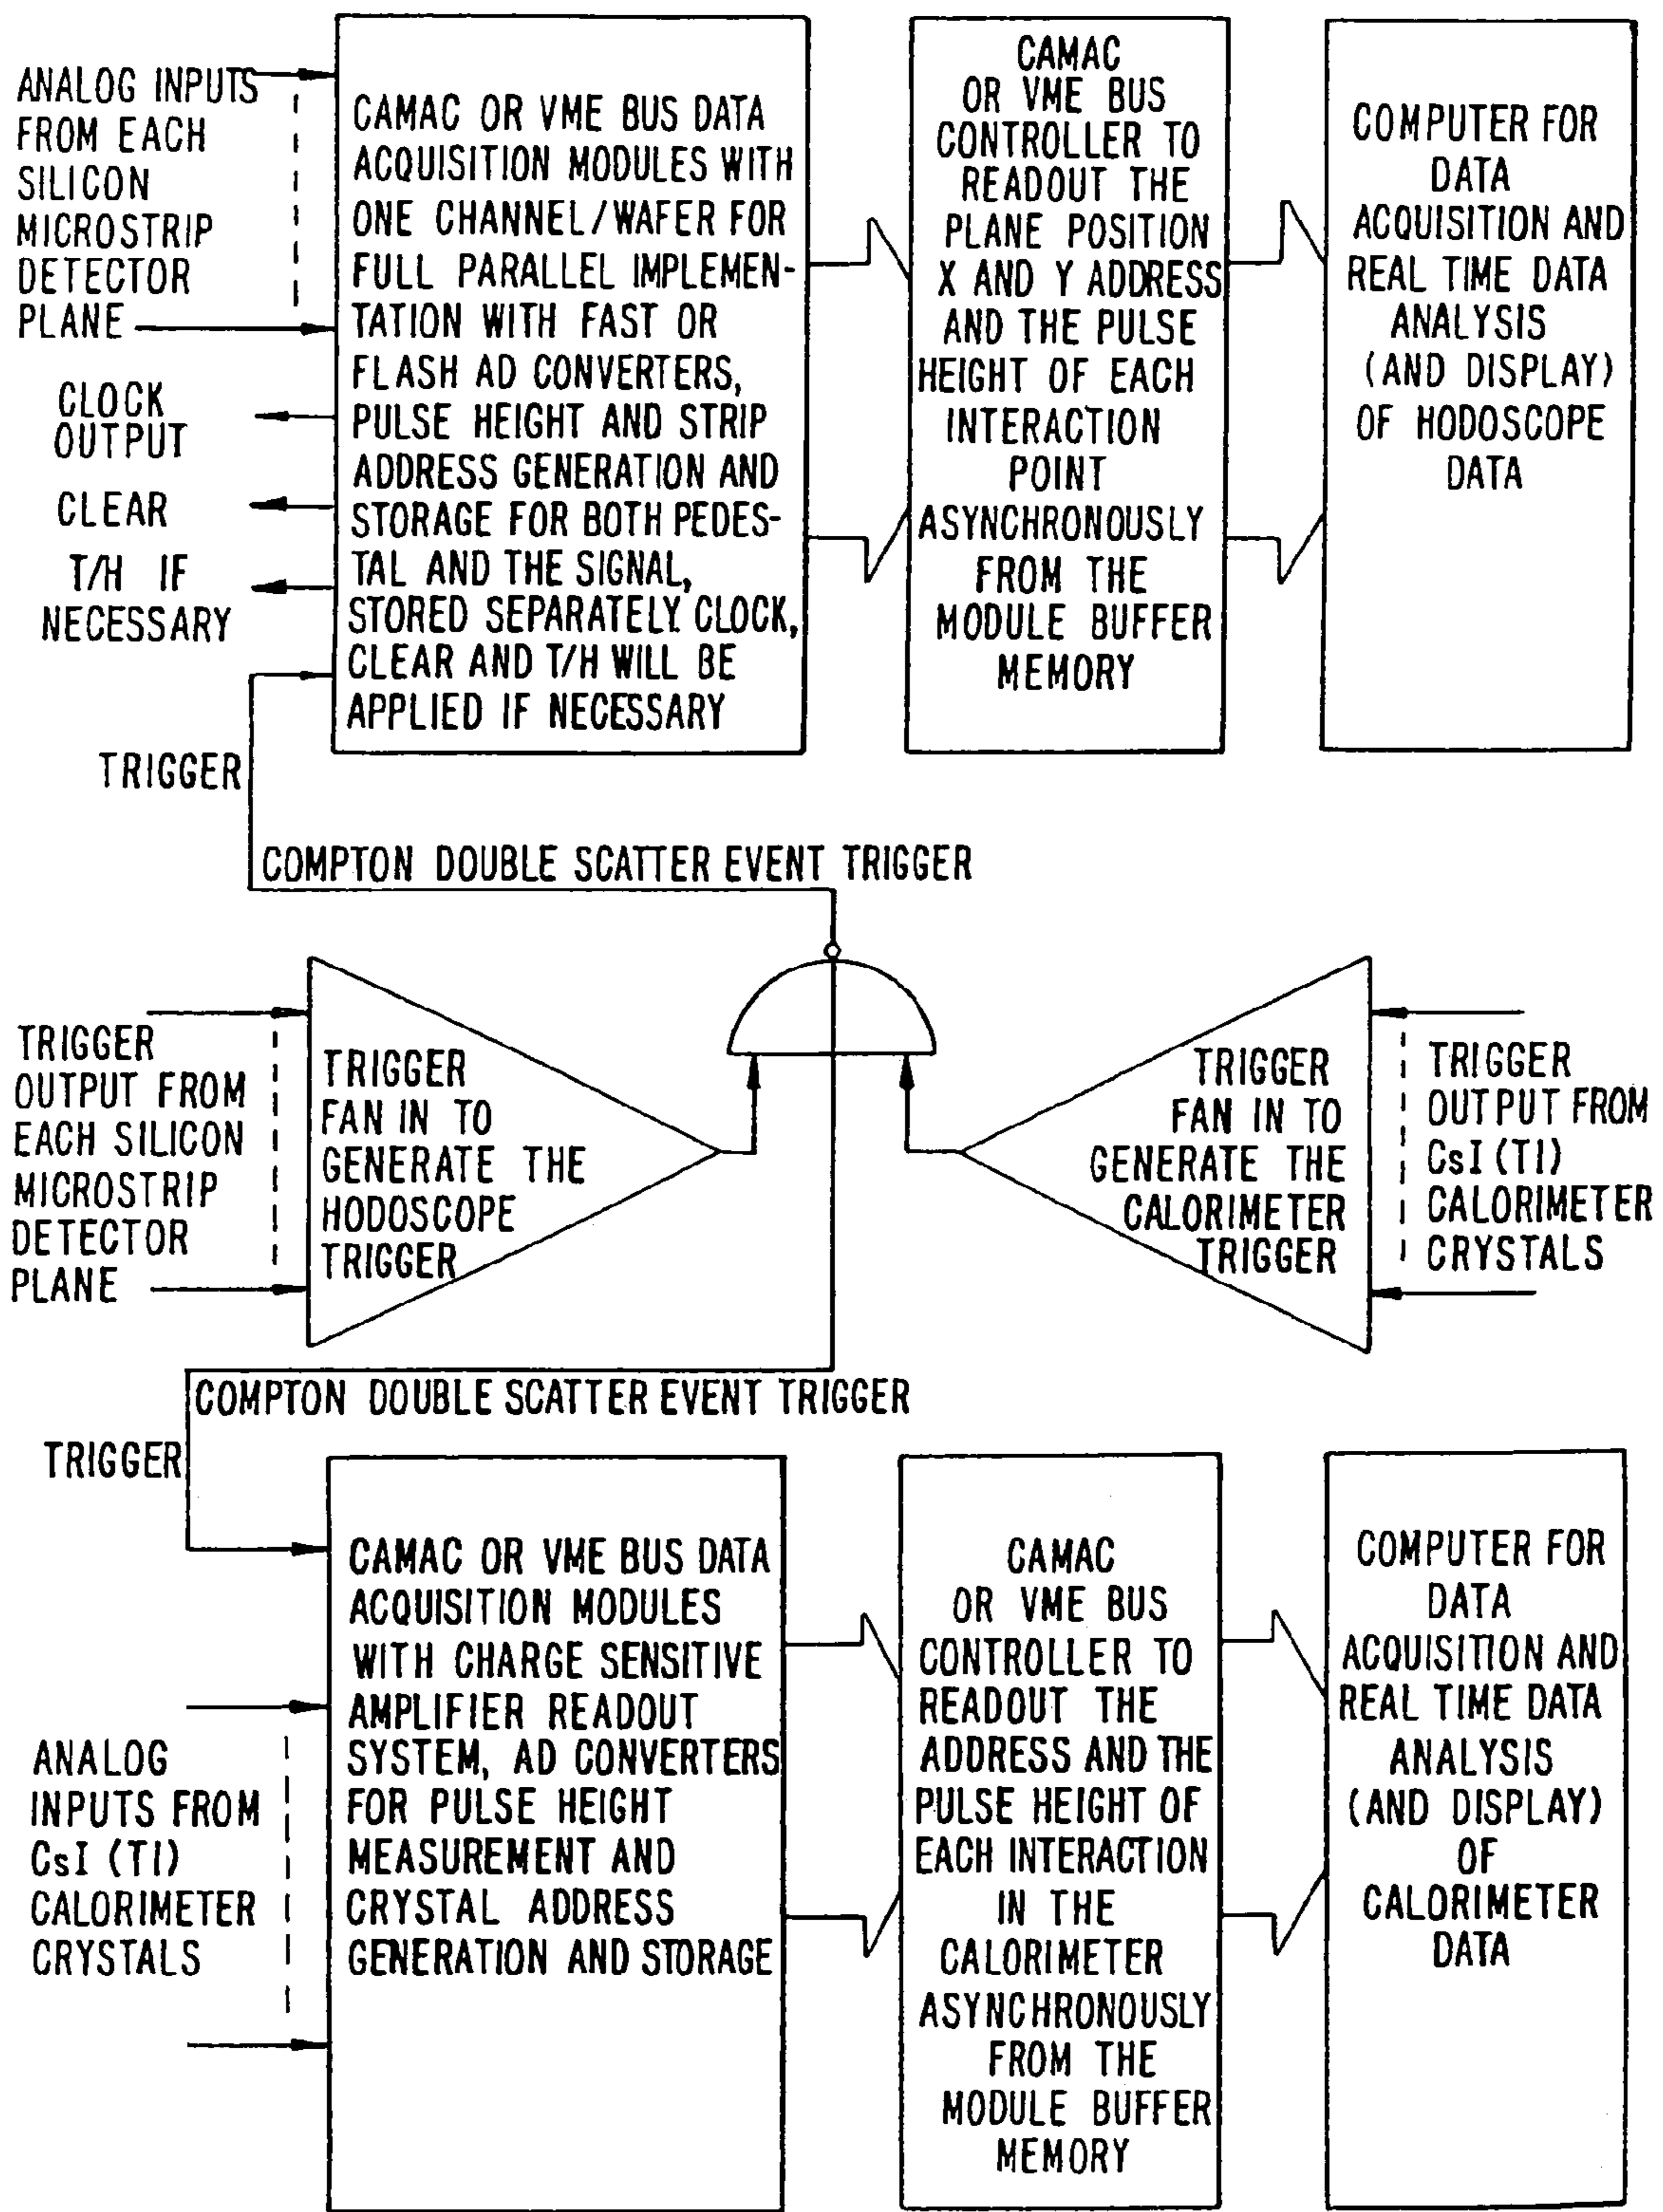 ANALOG INPUTS
FROM EACH
SILICON
MICROSTRIP
DETECTOR
PLANE
CLOCK
OUTPUT
CLEAR
T/H IF
NECESSARY
TRIGGER
CAMAC OR VME BUS DATA
ACQUISITION MODULES WITH
ONE CHANNEL/WAFER FOR
FULL PARALLEL IMPLEMEN-
TATION WITH FAST OR
FLASH AD CONVERTERS,
PULSE HEIGHT AND STRIP
ADDRESS GENERATION AND
STORAGE FOR BOTH PEDES-
TAL AND THE SIGNAL,
STORED SEPARATELY. CLOCK,
CLEAR AND T/H WILL BE
APPLIED IF NECESSARY
CAMAC
OR VME BUS
CONTROLLER TO
READOUT THE
PLANE POSITION
X AND Y ADDRESS
AND THE PULSE
HEIGHT OF EACH
INTERACTION
POINT
ASYNCHRONOUSLY
FROM THE
MODULE BUFFER
MEMORY
COMPUTER FOR
DATA
ACQUISITION AND
REAL TIME DATA
ANALYSIS
(AND DISPLAY)
OF HODOSCOPE
DATA
COMPTON DOUBLE SCATTER EVENT TRIGGER
TRIGGER
OUTPUT FROM
EACH SILICON
MICROSTRIP
DETECTOR
PLANE
TRIGGER
FAN IN TO
GENERATE THE
HODOSCOPE
TRIGGER
TRIGGER
FAN IN TO
GENERATE THE
CALORIMETER
TRIGGER
TRIGGER
OUTPUT FROM
CsI (Tl)
CALORIMETER
CRYSTALS
COMPTON DOUBLE SCATTER EVENT TRIGGER
TRIGGER
ANALOG
INPUTS FROM
CsI (Tl)
CALORIMETER
CRYSTALS
CAMAC OR VME BUS DATA
ACQUISITION MODULES
WITH CHARGE SENSITIVE
AMPLIFIER READOUT
SYSTEM, AD CONVERTERS
FOR PULSE HEIGHT
MEASUREMENT AND
CRYSTAL ADDRESS
GENERATION AND STORAGE
CAMAC
OR VME BUS
CONTROLLER TO
READOUT THE
ADDRESS AND THE
PULSE HEIGHT OF
EACH INTERACTION
IN THE
CALORIMETER
ASYNCHRONOUSLY
FROM THE
MODULE BUFFER
MEMORY
COMPUTER FOR
DATA
ACQUISITION AND
REAL TIME DATA
ANALYSIS
(AND DISPLAY)
OF
CALORIMETER
DATA